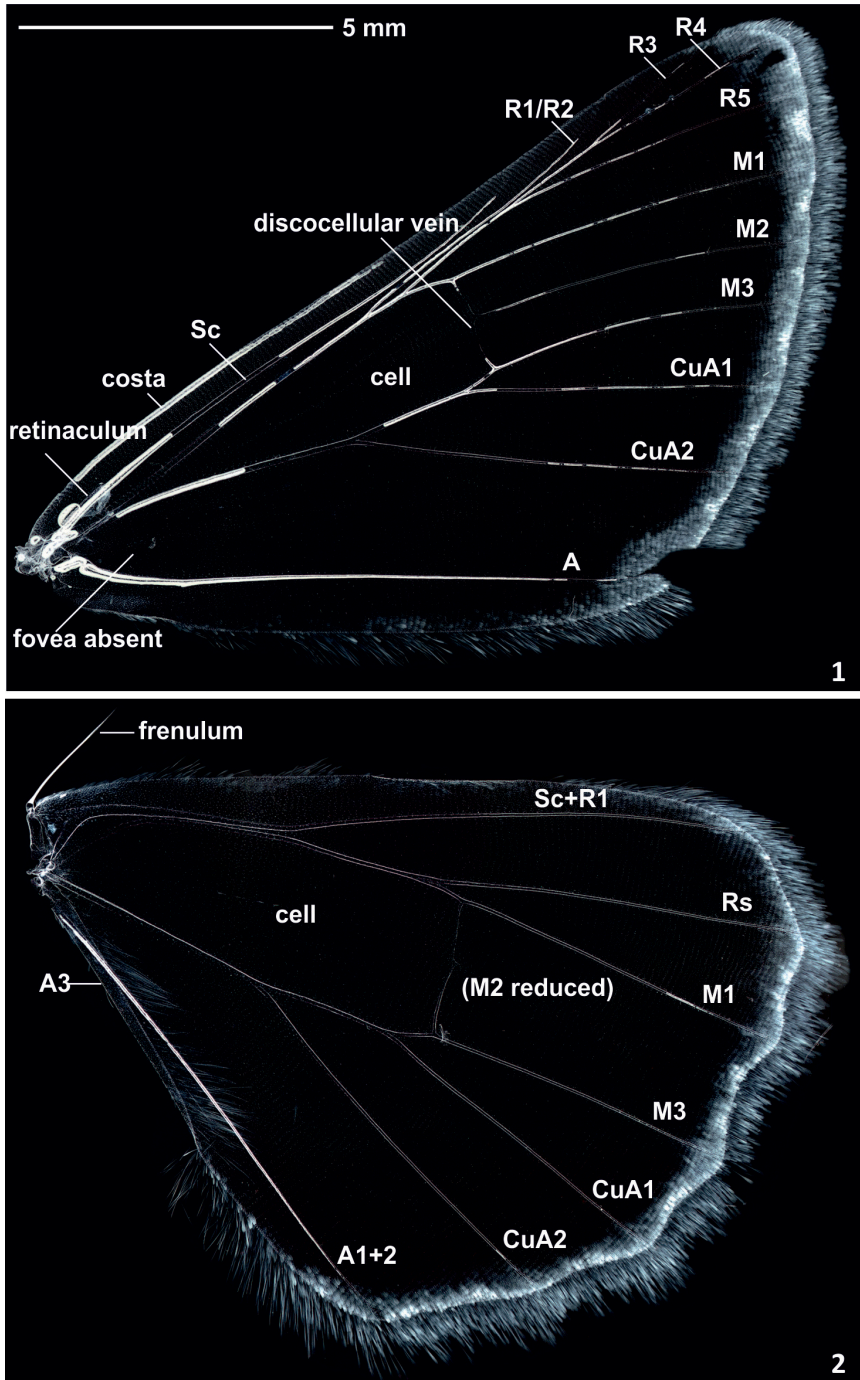 5 mm
R3
R4
R1/R2
R5
M1
discocellular vein
M2
M3
Sc
costa
cell
CuA1
retinaculum
CuA2
A
fovea absent
1
frenulum
Sc+R1
cell
Rs
A3
(M2 reduced)
M1
M3
CuA1
CuA2
A1+2
2